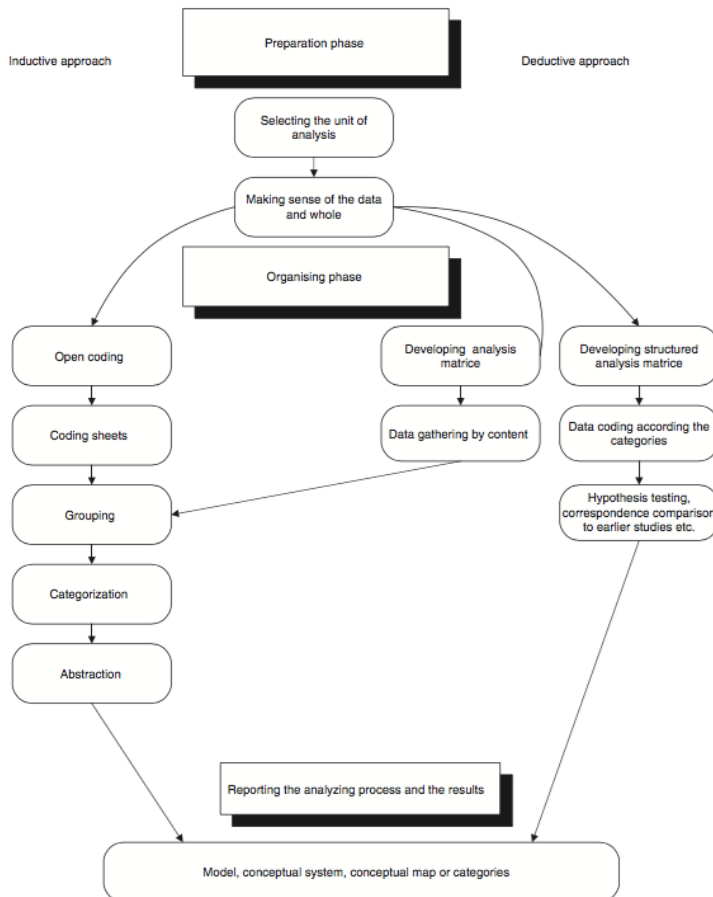 Preparation phase
Inductive approach
Deductive approach
Selecting the unit of
analysis
Making sense of the data
and whole
Organising phase
Open coding
Developing analysis
matrice
Developing structured
analysis matrice
Coding sheets
Data gathering by content
Data coding according the
categories
Grouping
Hypothesis testing,
correspondence comparison
to earlier studies etc.
Categorization
Abstraction
Reporting the analyzing process and the results
Model, conceptual system, conceptual map or categories